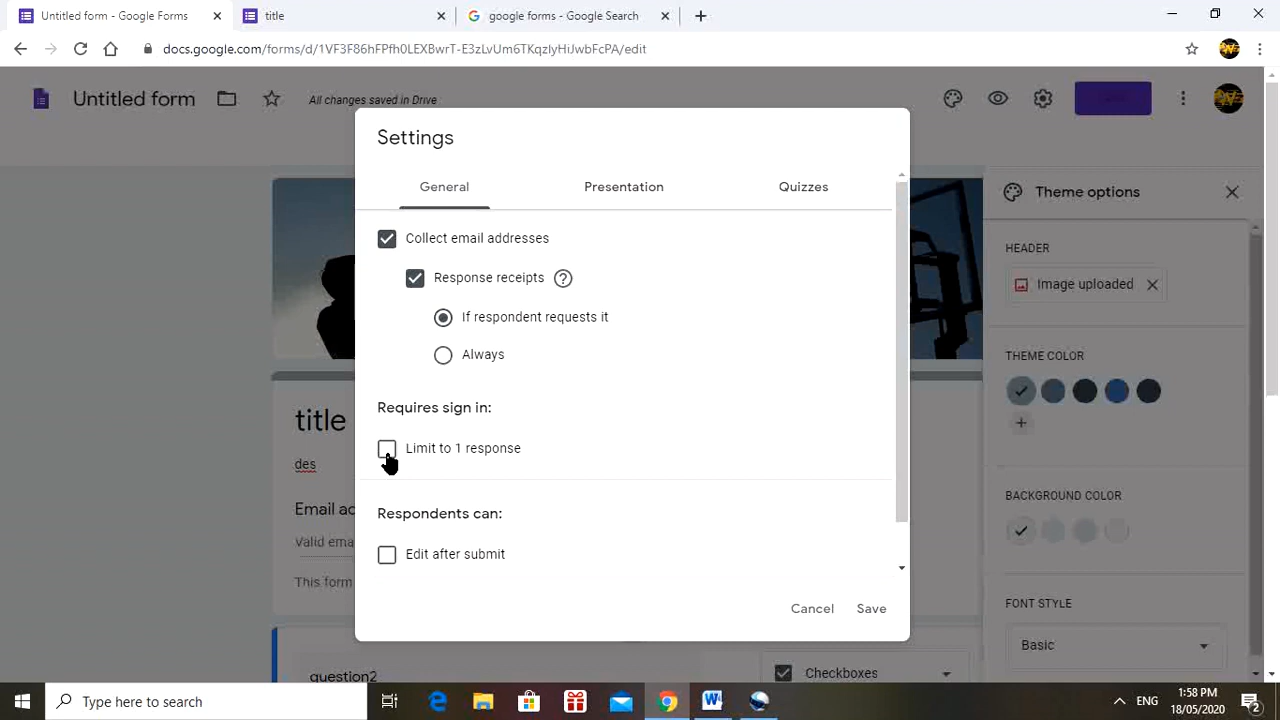 Untitled form - Google Forms
title
google forms - Google Search
docs.google.com/forms/d/1VF3F86hFPfh0LEXBwrT-E3zLvUm6TKqzIyHiJwbFcPA/edit
Untitled form
All changes saved in Drive
Settings
General
Presentation
Quizzes
Collect email addresses
Response receipts
If respondent requests it
Always
Requires sign in:
Limit to 1 response
Respondents can:
Edit after submit
Cancel
Save
title
des
Email ad
Valid ema
This form
question2
Checkboxes
Theme options
HEADER
Image uploaded
THEME COLOR
BACKGROUND COLOR
FONT STYLE
Basic
Type here to search
ENG
1:58 PM
18/05/2020
2